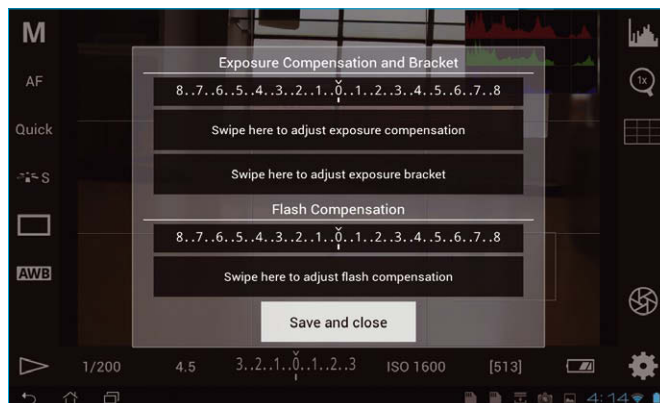 M
Exposure Compensation and Bracket
8..7..6..5..4..3..2..1..0..1..2..3..4..5..6..7..8
1x
AF
Swipe here to adjust exposure compensation
Quick
Swipe here to adjust exposure bracket
S
Flash Compensation
8..7..6..5..4..3..2..1..0..1..2..3..4..5..6..7..8
AWB
Swipe here to adjust flash compensation
Save and close
1/200 4.5 3..2..1..0..1..2..3 ISO 1600 [513]
4:14